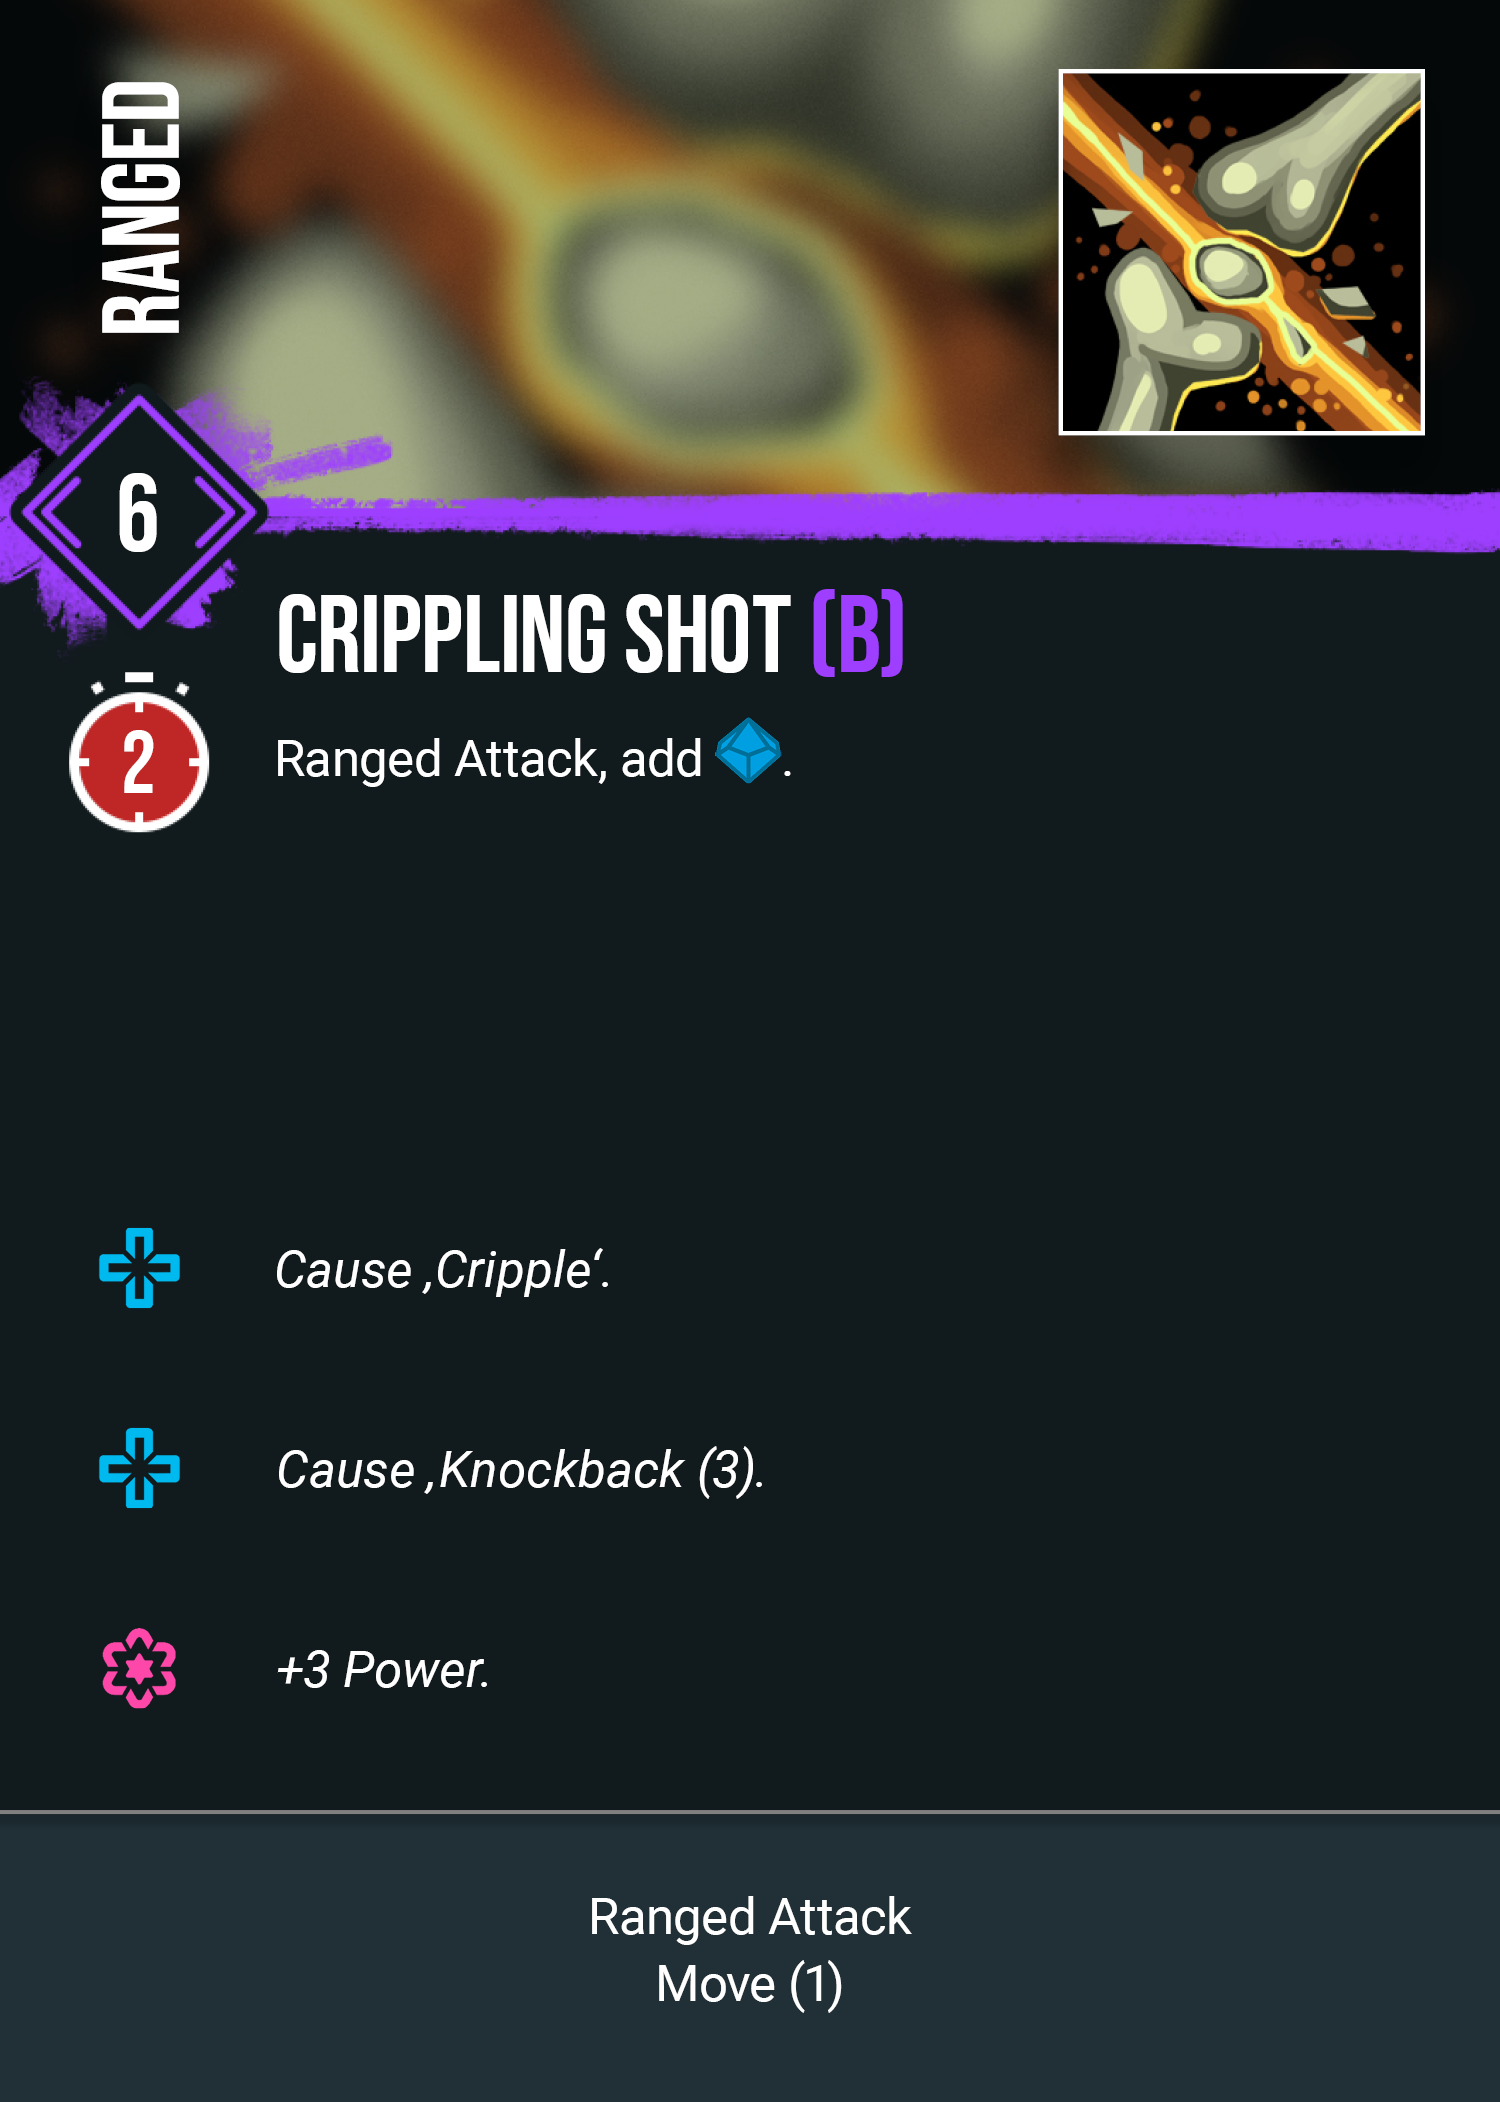 RANGED
6
CRIPPLING SHOT (B)
2
Ranged Attack, add .
Cause ‚Cripple‘.
Cause ‚Knockback (3).
+3 Power.
Ranged Attack
Move (1)